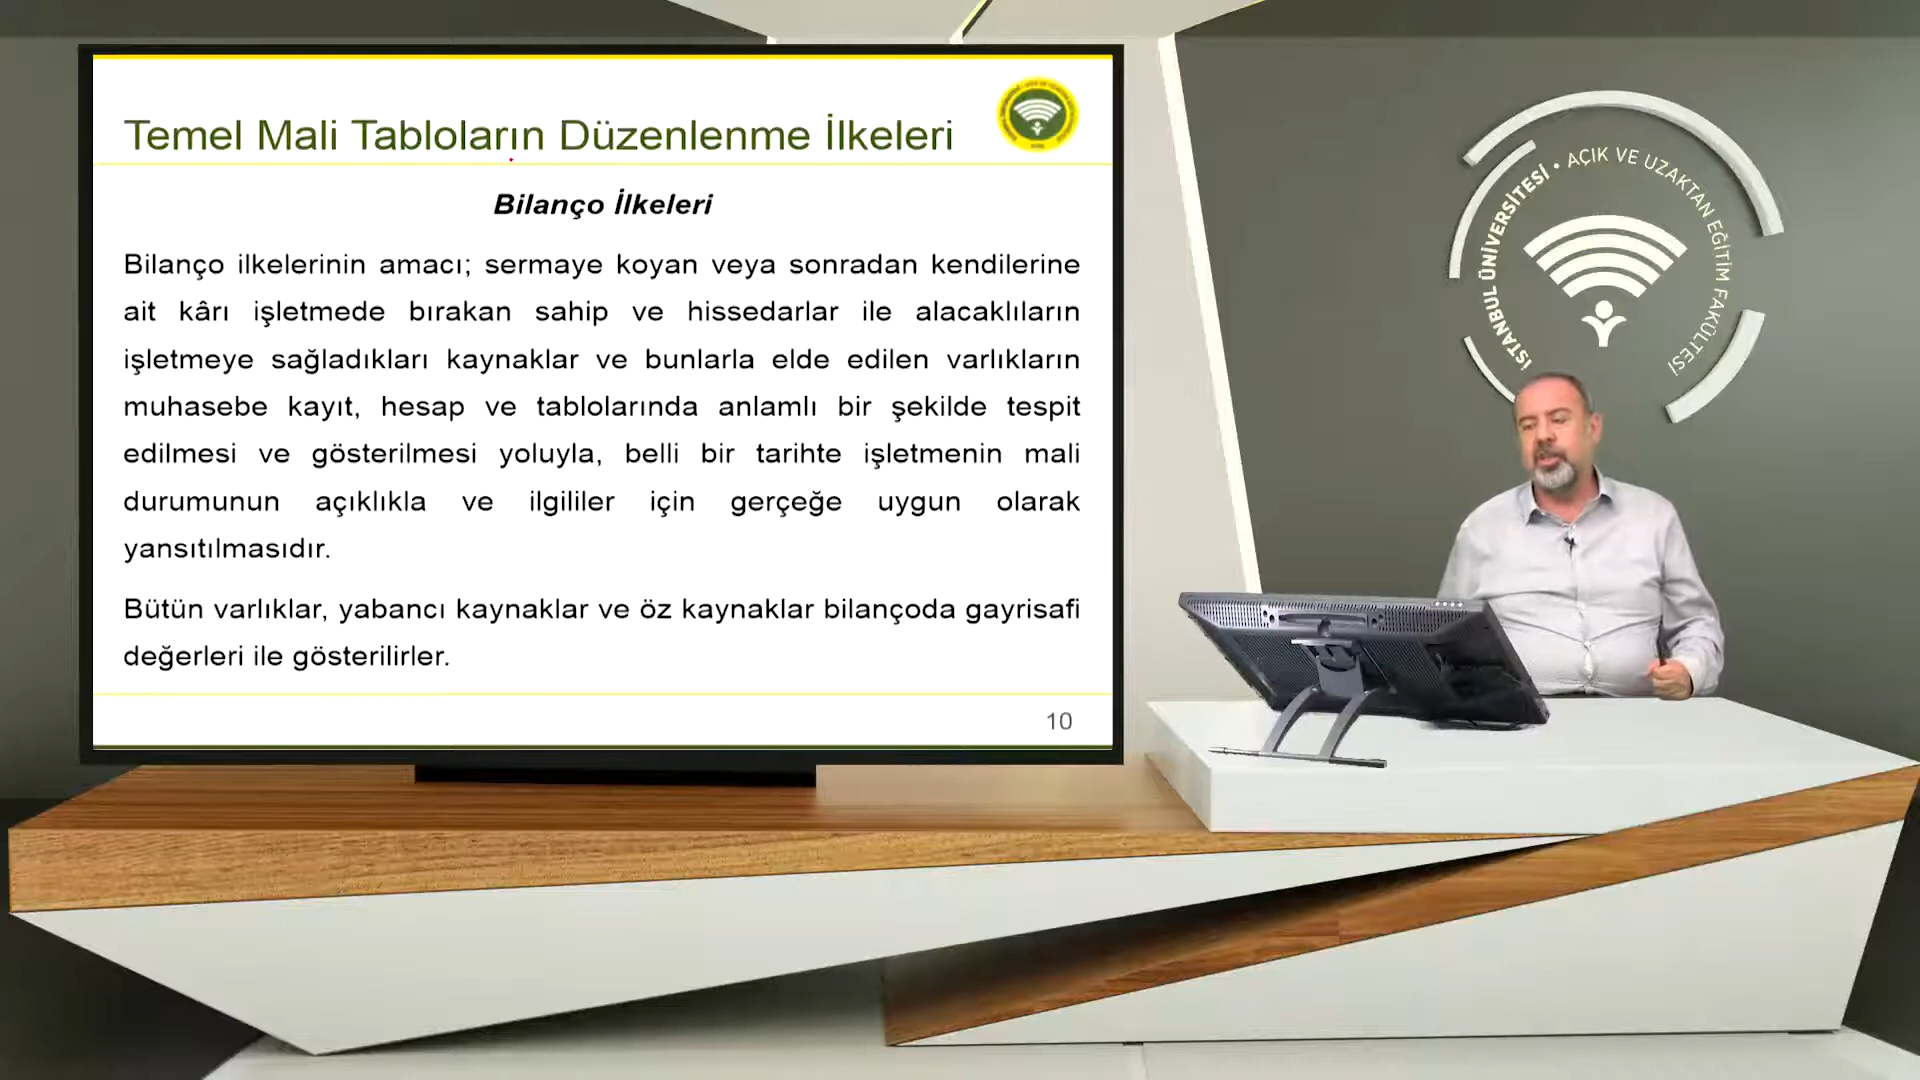 Temel Mali Tabloların Düzenlenme İlkeleri
Bilanço İlkeleri
Bilanço ilkelerinin amacı; sermaye koyan veya sonradan kendilerine
ait kârı işletmede bırakan sahip ve hissedarlar ile alacaklıların
işletmeye sağladıkları kaynaklar ve bunlarla elde edilen varlıkların
muhasebe kayıt, hesap ve tablolarında anlamlı bir şekilde tespit
edilmesi ve gösterilmesi yoluyla, belli bir tarihte işletmenin mali
durumunun açıklıkla ve ilgililer için gerçeğe uygun olarak
yansıtılmasıdır.
Bütün varlıklar, yabancı kaynaklar ve öz kaynaklar bilançoda gayrisafi
değerleri ile gösterilirler.
10
İSTANBUL ÜNİVERSİTESİ • AÇIK VE UZAKTAN EĞİTİM FAKÜLTESİ